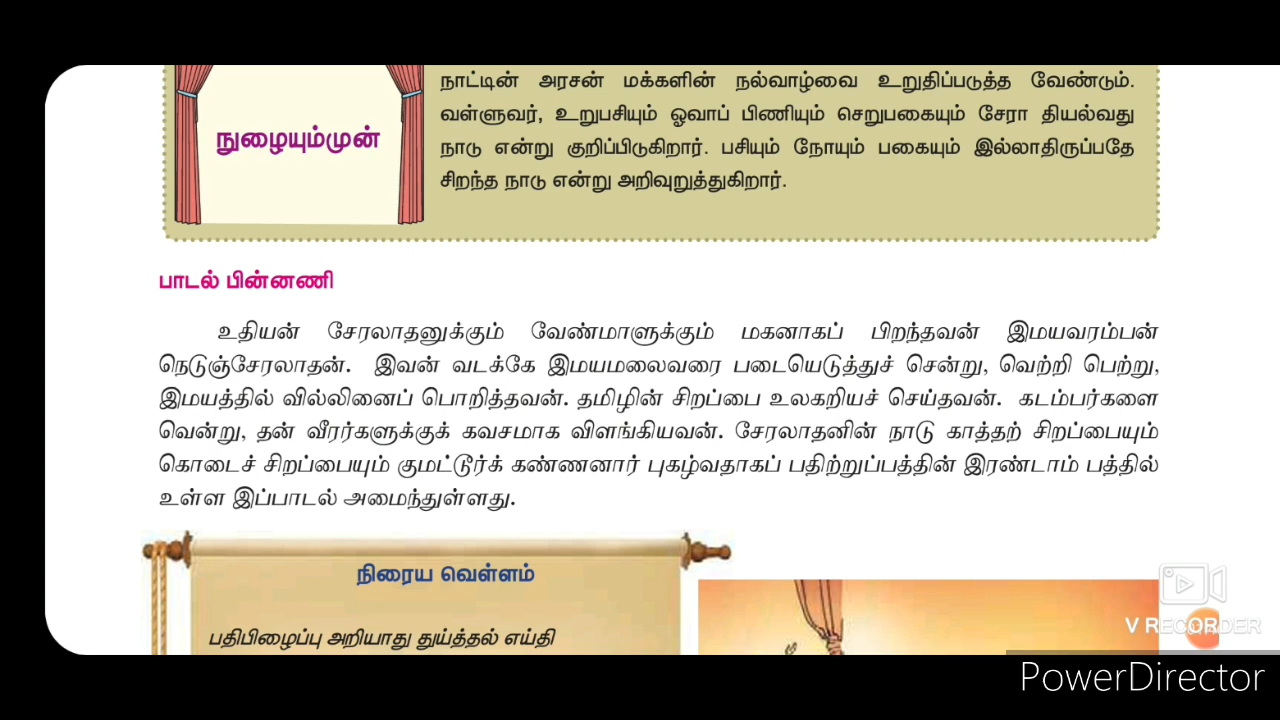 நாட்டின் அரசன் மக்களின் நல்வாழ்வை உறுதிப்படுத்த வேண்டும்.
வள்ளுவர், உறுபசியும் ஓவாப் பிணியும் செறுபகையும் சேரா தியல்வது
நுழையும்முன்
நாடு என்று குறிப்பிடுகிறார். பசியும் நோயும் பகையும் இல்லாதிருப்பதே
சிறந்த நாடு என்று அறிவுறுத்துகிறார்.
பாடல் பின்னணி
உதியன் சேரலாதனுக்கும் வேண்மாளுக்கும் மகனாகப் பிறந்தவன் இமயவரம்பன்
நெடுஞ்சேரலாதன். இவன் வடக்கே இமயமலைவரை படையெடுத்துச் சென்று, வெற்றி பெற்று,
இமயத்தில் வில்லினைப் பொறித்தவன். தமிழின் சிறப்பை உலகறியச் செய்தவன். கடம்பர்களை
வென்று, தன் வீரர்களுக்குக் கவசமாக விளங்கியவன். சேரலாதனின் நாடு காத்தற் சிறப்பையும்
கொடைச் சிறப்பையும் குமட்டூர்க் கண்ணனார் புகழ்வதாகப் பதிற்றுப்பத்தின் இரண்டாம் பத்தில்
உள்ள இப்பாடல் அமைந்துள்ளது.
நிரைய வெள்ளம்
பதிபிழைப்பு அறியாது துய்த்தல் எய்தி
V RECORDER
PowerDirector